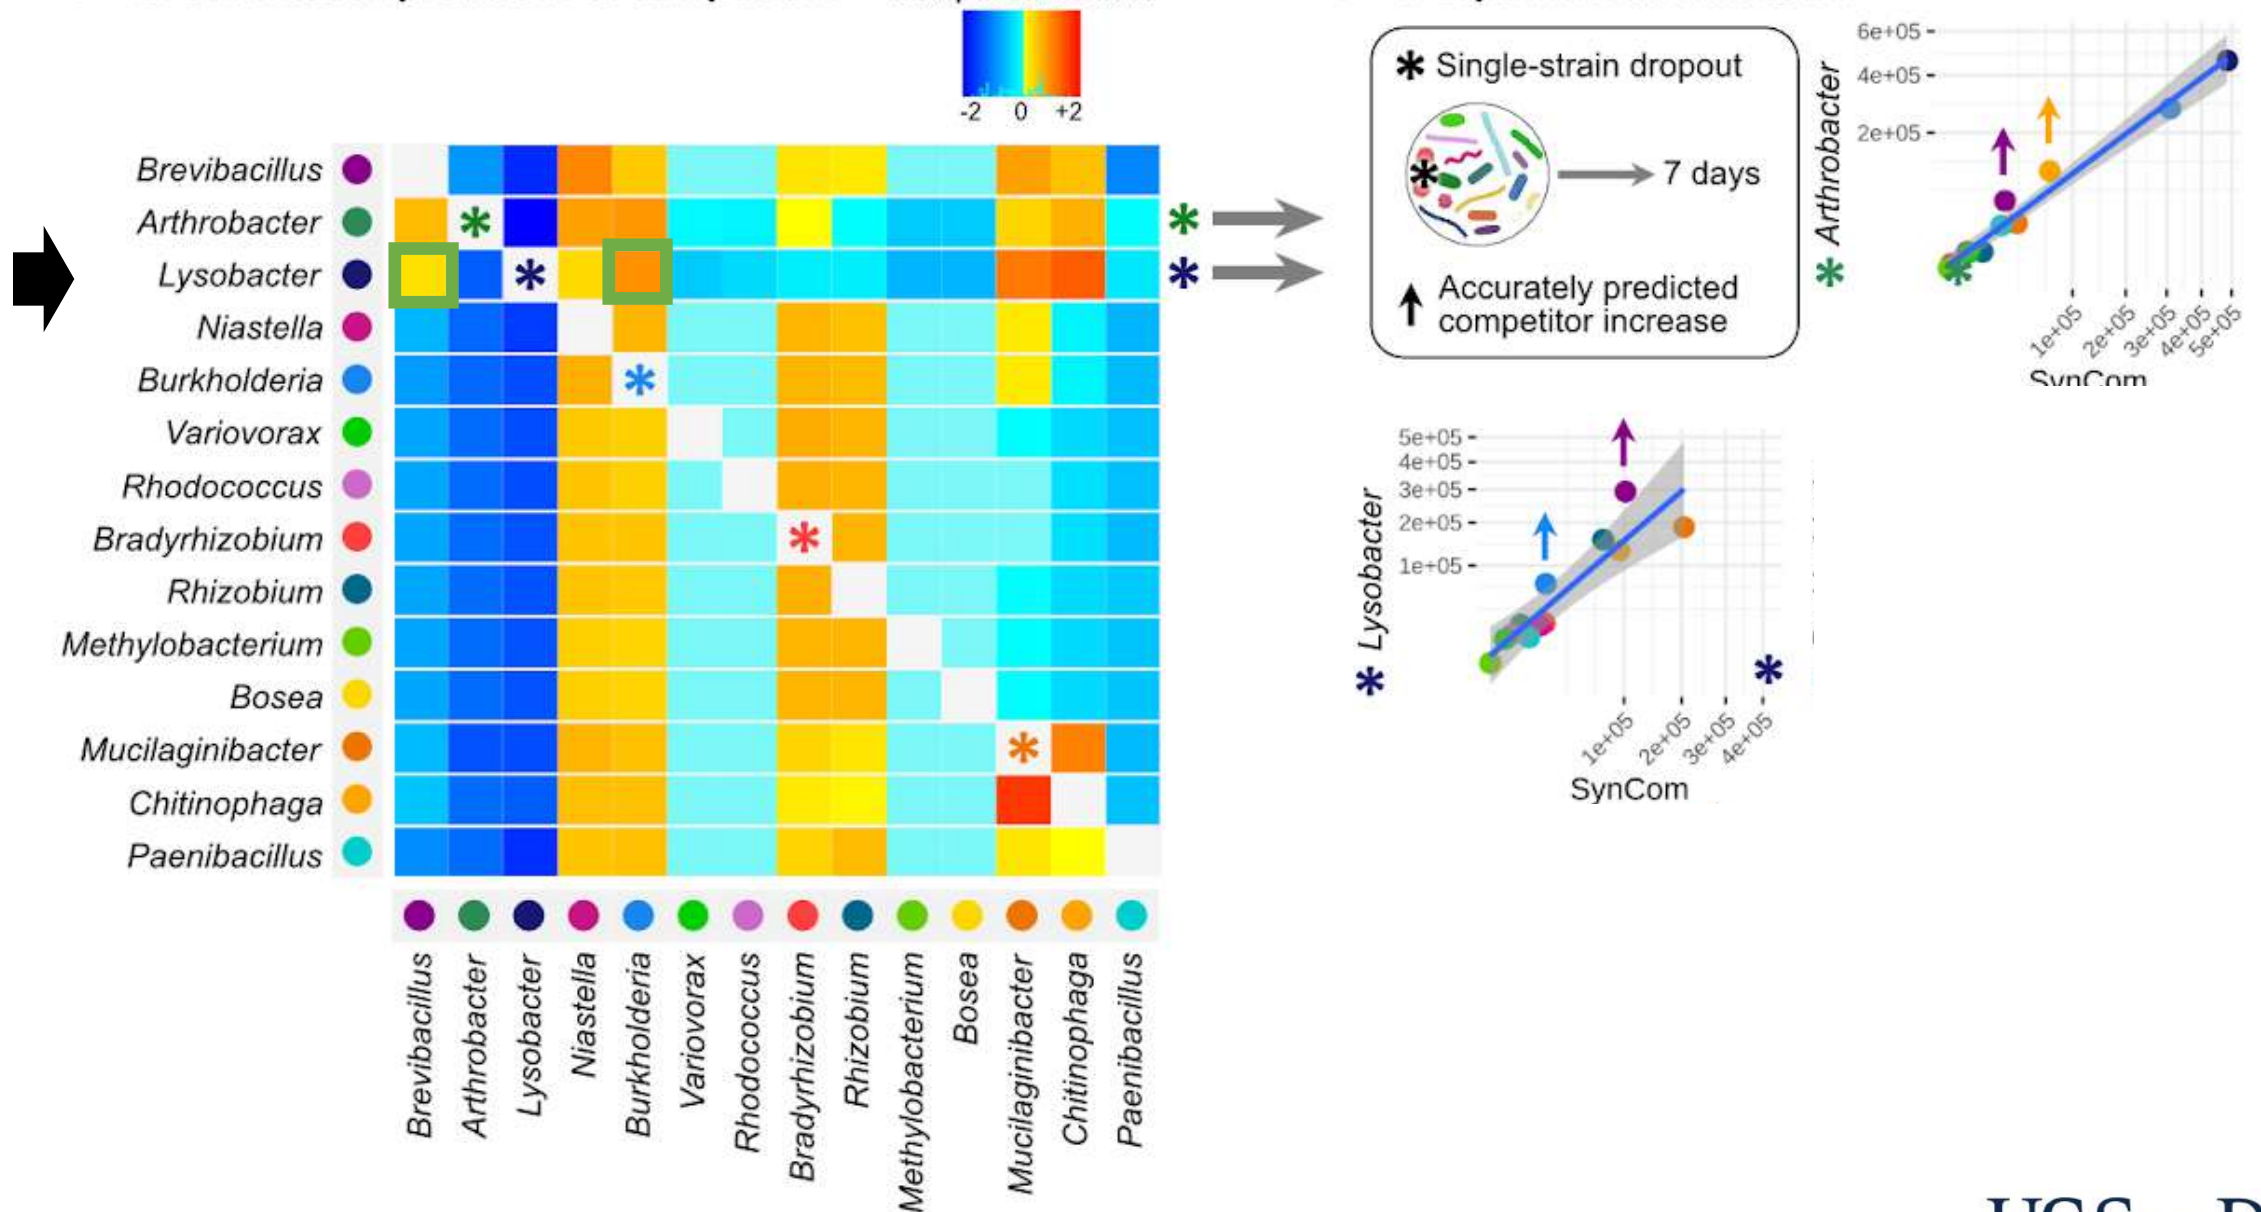 -2 0 +2
Brevibacillus
Arthrobacter
Lysobacter
Niastella
Burkholderia
Variovorax
Rhodococcus
Bradyrhizobium
Rhizobium
Methylobacterium
Bosea
Mucilaginibacter
Chitinophaga
Paenibacillus
Brevibacillus
Arthrobacter
Lysobacter
Niastella
Burkholderia
Variovorax
Rhodococcus
Bradyrhizobium
Rhizobium
Methylobacterium
Bosea
Mucilaginibacter
Chitinophaga
Paenibacillus
* Single-strain dropout
7 days
Accurately predicted
competitor increase
* Arthrobacter
6e+05
4e+05
2e+05
1e+05 2e+05 3e+05 4e+05 5e+05
SynCom
* Lysobacter
5e+05
4e+05
3e+05
2e+05
1e+05
1e+05 2e+05 3e+05 4e+05
SynCom